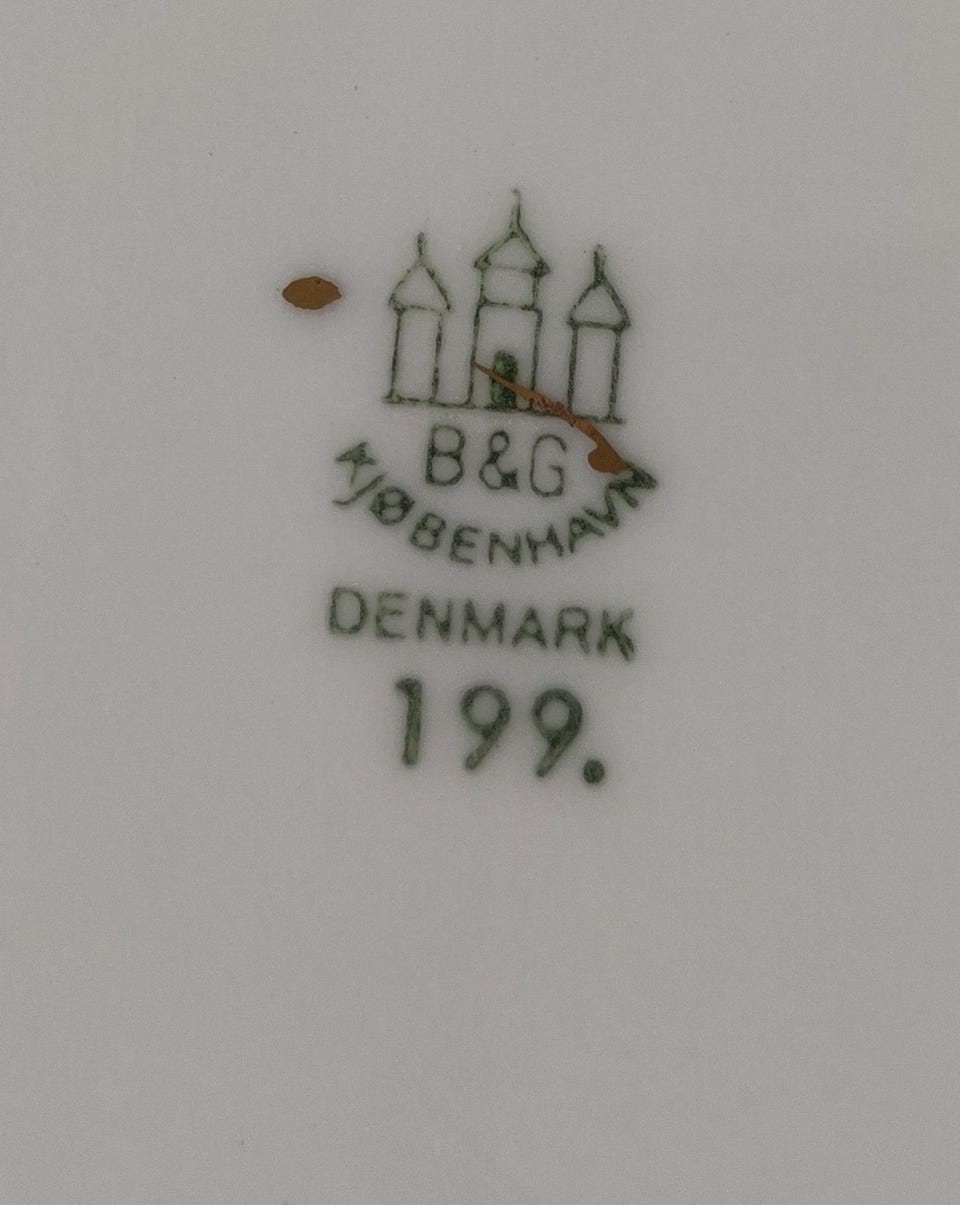 B&G
KJØBENHAVN
DENMARK
199.